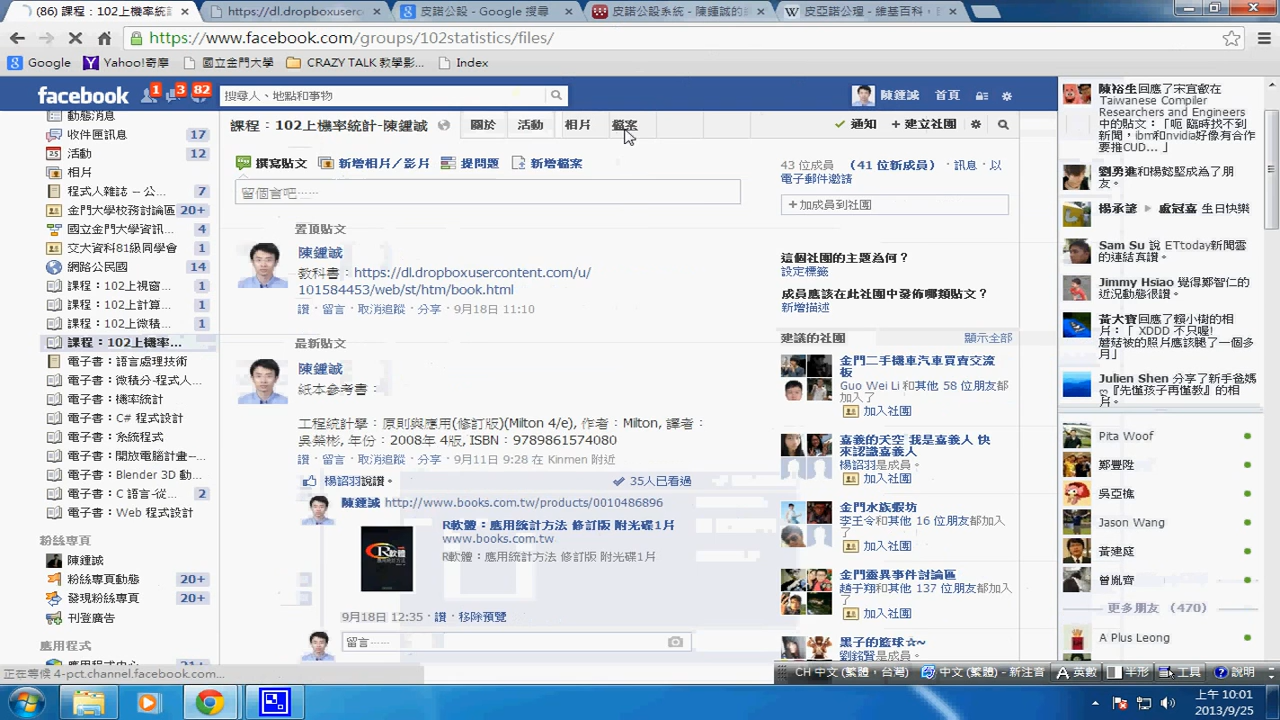 (86) 課程：102上機率統
https://dl.dropboxuserc
皮諾公設 - Google 搜尋
皮諾公設系統 - 陳鍾誠的
皮亞諾公理 - 維基百科，
https://www.facebook.com/groups/102statistics/files/
Google
Yahoo!奇摩
國立金門大學
CRAZY TALK 教學影...
Index
facebook
1
3
82
搜尋人、地點和事物
陳鍾誠
首頁
動態消息
收件匣訊息 17
活動 12
相片
程式人雜誌 -- 公... 7
金門大學校務討論區 20+
國立金門大學資訊... 4
交大資科81級同學會 1
網路公民國 14
課程：102上視窗... 1
課程：102上計算... 1
課程：102上微積... 1
課程：102上機率...
電子書：語言處理技術
電子書：微積分-程式人...
電子書：機率統計
電子書：C# 程式設計
電子書：系統程式
電子書：開放電腦計畫--...
電子書：Blender 3D 動...
電子書：C 語言-從... 2
電子書：Web 程式設計
粉絲專頁
陳鍾誠
粉絲專頁動態 20+
發現粉絲專頁 20+
刊登廣告
應用程式
正在等候 4-pct.channel.facebook.com...
課程：102上機率統計-陳鍾誠
關於
活動
相片
檔案
✓ 通知
+ 建立社團
撰寫貼文
新增相片／影片
提問題
新增檔案
留個言吧......
置頂貼文
陳鍾誠
教科書：https://dl.dropboxusercontent.com/u/
101584453/web/st/htm/book.html
讚 · 留言 · 取消追蹤 · 分享 · 9月18日 11:10
最新貼文
陳鍾誠
紙本參考書：
工程統計學：原則與應用(修訂版)(Milton 4/e), 作者：Milton, 譯者：
吳榮彬, 年份：2008年 4版, ISBN：9789861574080
讚 · 留言 · 取消追蹤 · 分享 · 9月11日 9:28 在 Kinmen 附近
楊詔羽說讚。
✓ 35人已看過
陳鍾誠 http://www.books.com.tw/products/0010486896
R軟體：應用統計方法 修訂版 附光碟1片
www.books.com.tw
R軟體：應用統計方法 修訂版 附光碟1片
9月18日 12:35 · 讚 · 移除預覽
留言......
43 位成員 （41 位新成員） · 訊息 · 以
電子郵件邀請
+加成員到社團
這個社團的主題為何？
設定標籤
成員應該在此社團中發佈哪類貼文？
新增描述
建議的社團
顯示全部
金門二手機車汽車買賣交流
板
Guo Wei Li 和其他 58 位朋友都
加入了
加入社團
嘉義的天空 我是嘉義人 快
來認識嘉義人
楊詔羽是成員。
加入社團
金門水族假坊
李王令和其他 16 位朋友都加入
了
加入社團
金門靈異事件討論區
趙于翔和其他 137 位朋友都加
入了
加入社團
黑子的籃球☆~
劉銘賢是成員。
陳裕生回應了宋宜叡在
Taiwanese Compiler
Researchers and Engineers
中的貼文：「呃 臨時找不到
新聞，ibm和nvidia好像有合作
要推CUD... 」
劉勇進和楊懿堅成為了朋
友。
楊承諺 ▸ 盧冠嘉 生日快樂
Sam Su 說 ETtoday新聞雲
的連結真讚。
Jimmy Hsiao 覺得鄭智仁的
近況動態很讚。
黃大寶回應了賴小樹的相
片：「 XDDD 不只喔!
蘑菇被的照片應該騰了一個多
月」
Julien Shen 分享了新手爸媽
《先懂孩子再懂教》的相
片。
Pita Woof
鄭豐陞
吳亞樵
Jason Wang
黃建庭
曾胤齊
更多朋友 （470）
A Plus Leong
CH 中文 (繁體，台灣)
中文 (繁體) - 新注音
英數
半形
工具
說明
上午 10:01
2013/9/25